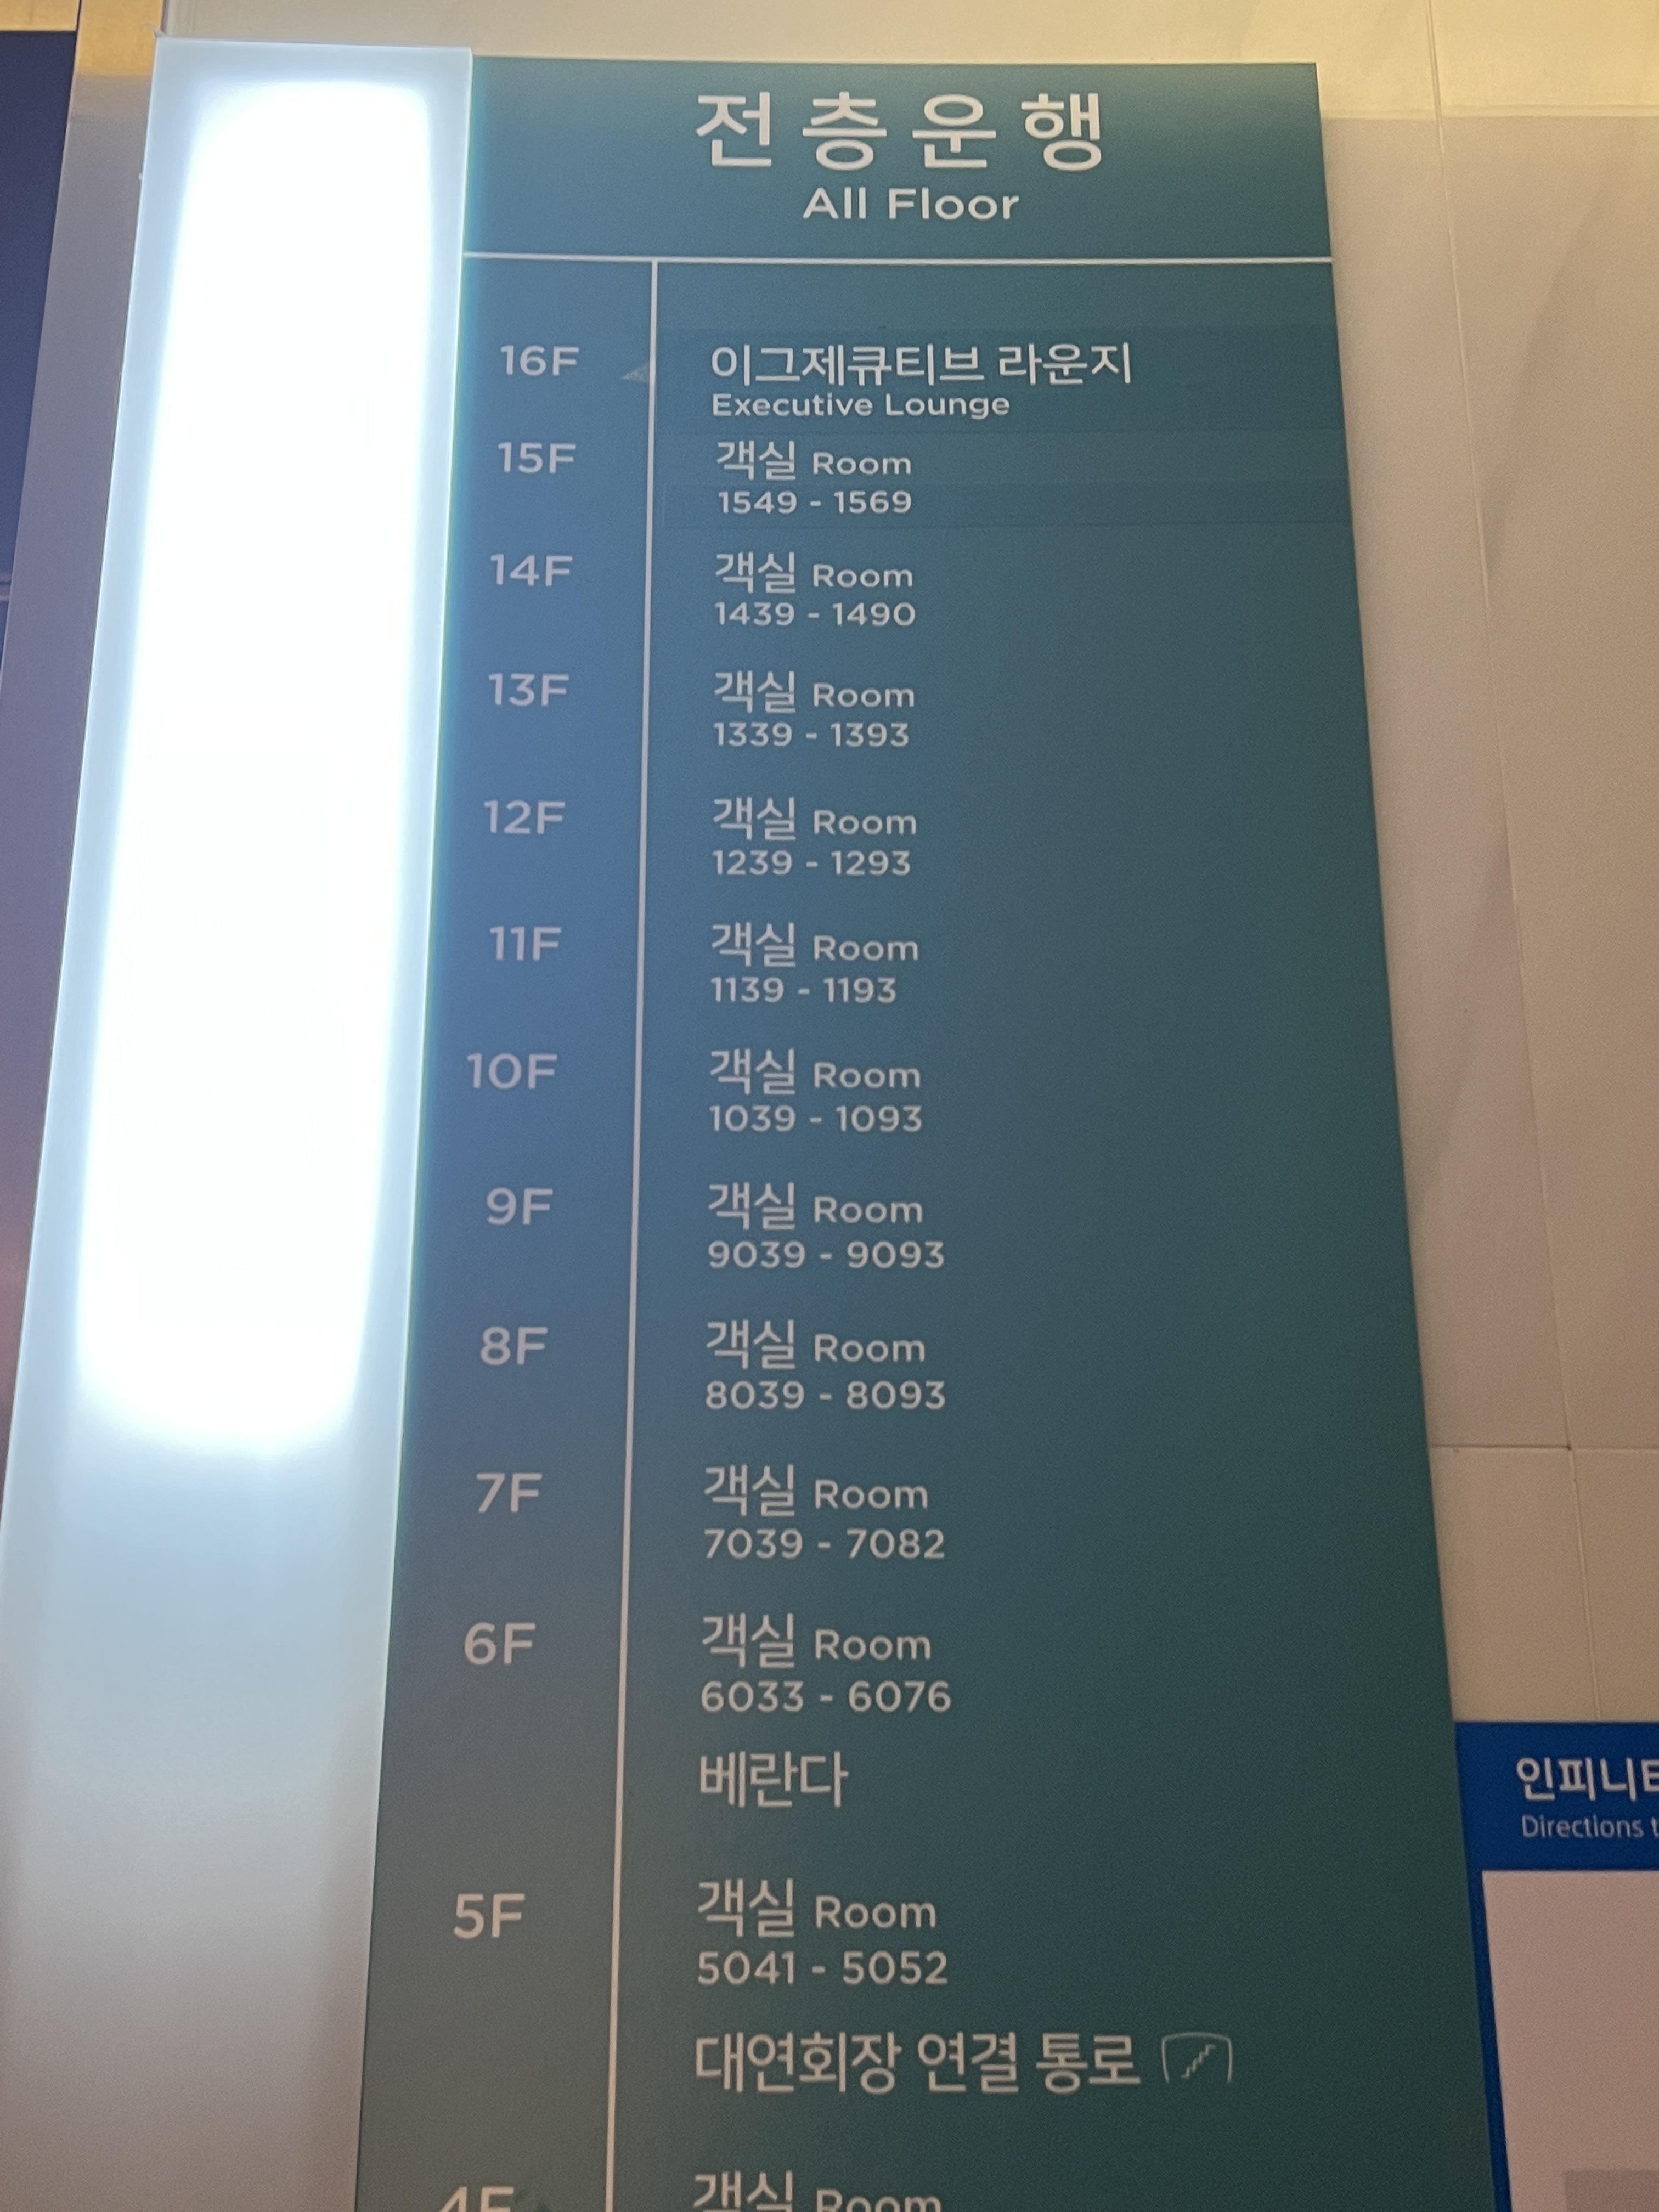 전층운행
All Floor
16F 이그제큐티브 라운지
Executive Lounge
15F 객실 Room
1549 - 1569
14F 객실 Room
1439 - 1490
13F 객실 Room
1339 - 1393
12F 객실 Room
1239 - 1293
11F 객실 Room
1139 - 1193
10F 객실 Room
1039 - 1093
9F 객실 Room
9039 - 9093
8F 객실 Room
8039 - 8093
7F 객실 Room
7039 - 7082
6F 객실 Room
6033 - 6076
베란다
5F 객실 Room
5041 - 5052
대연회장 연결 통로
4F 객실 Room
Directions